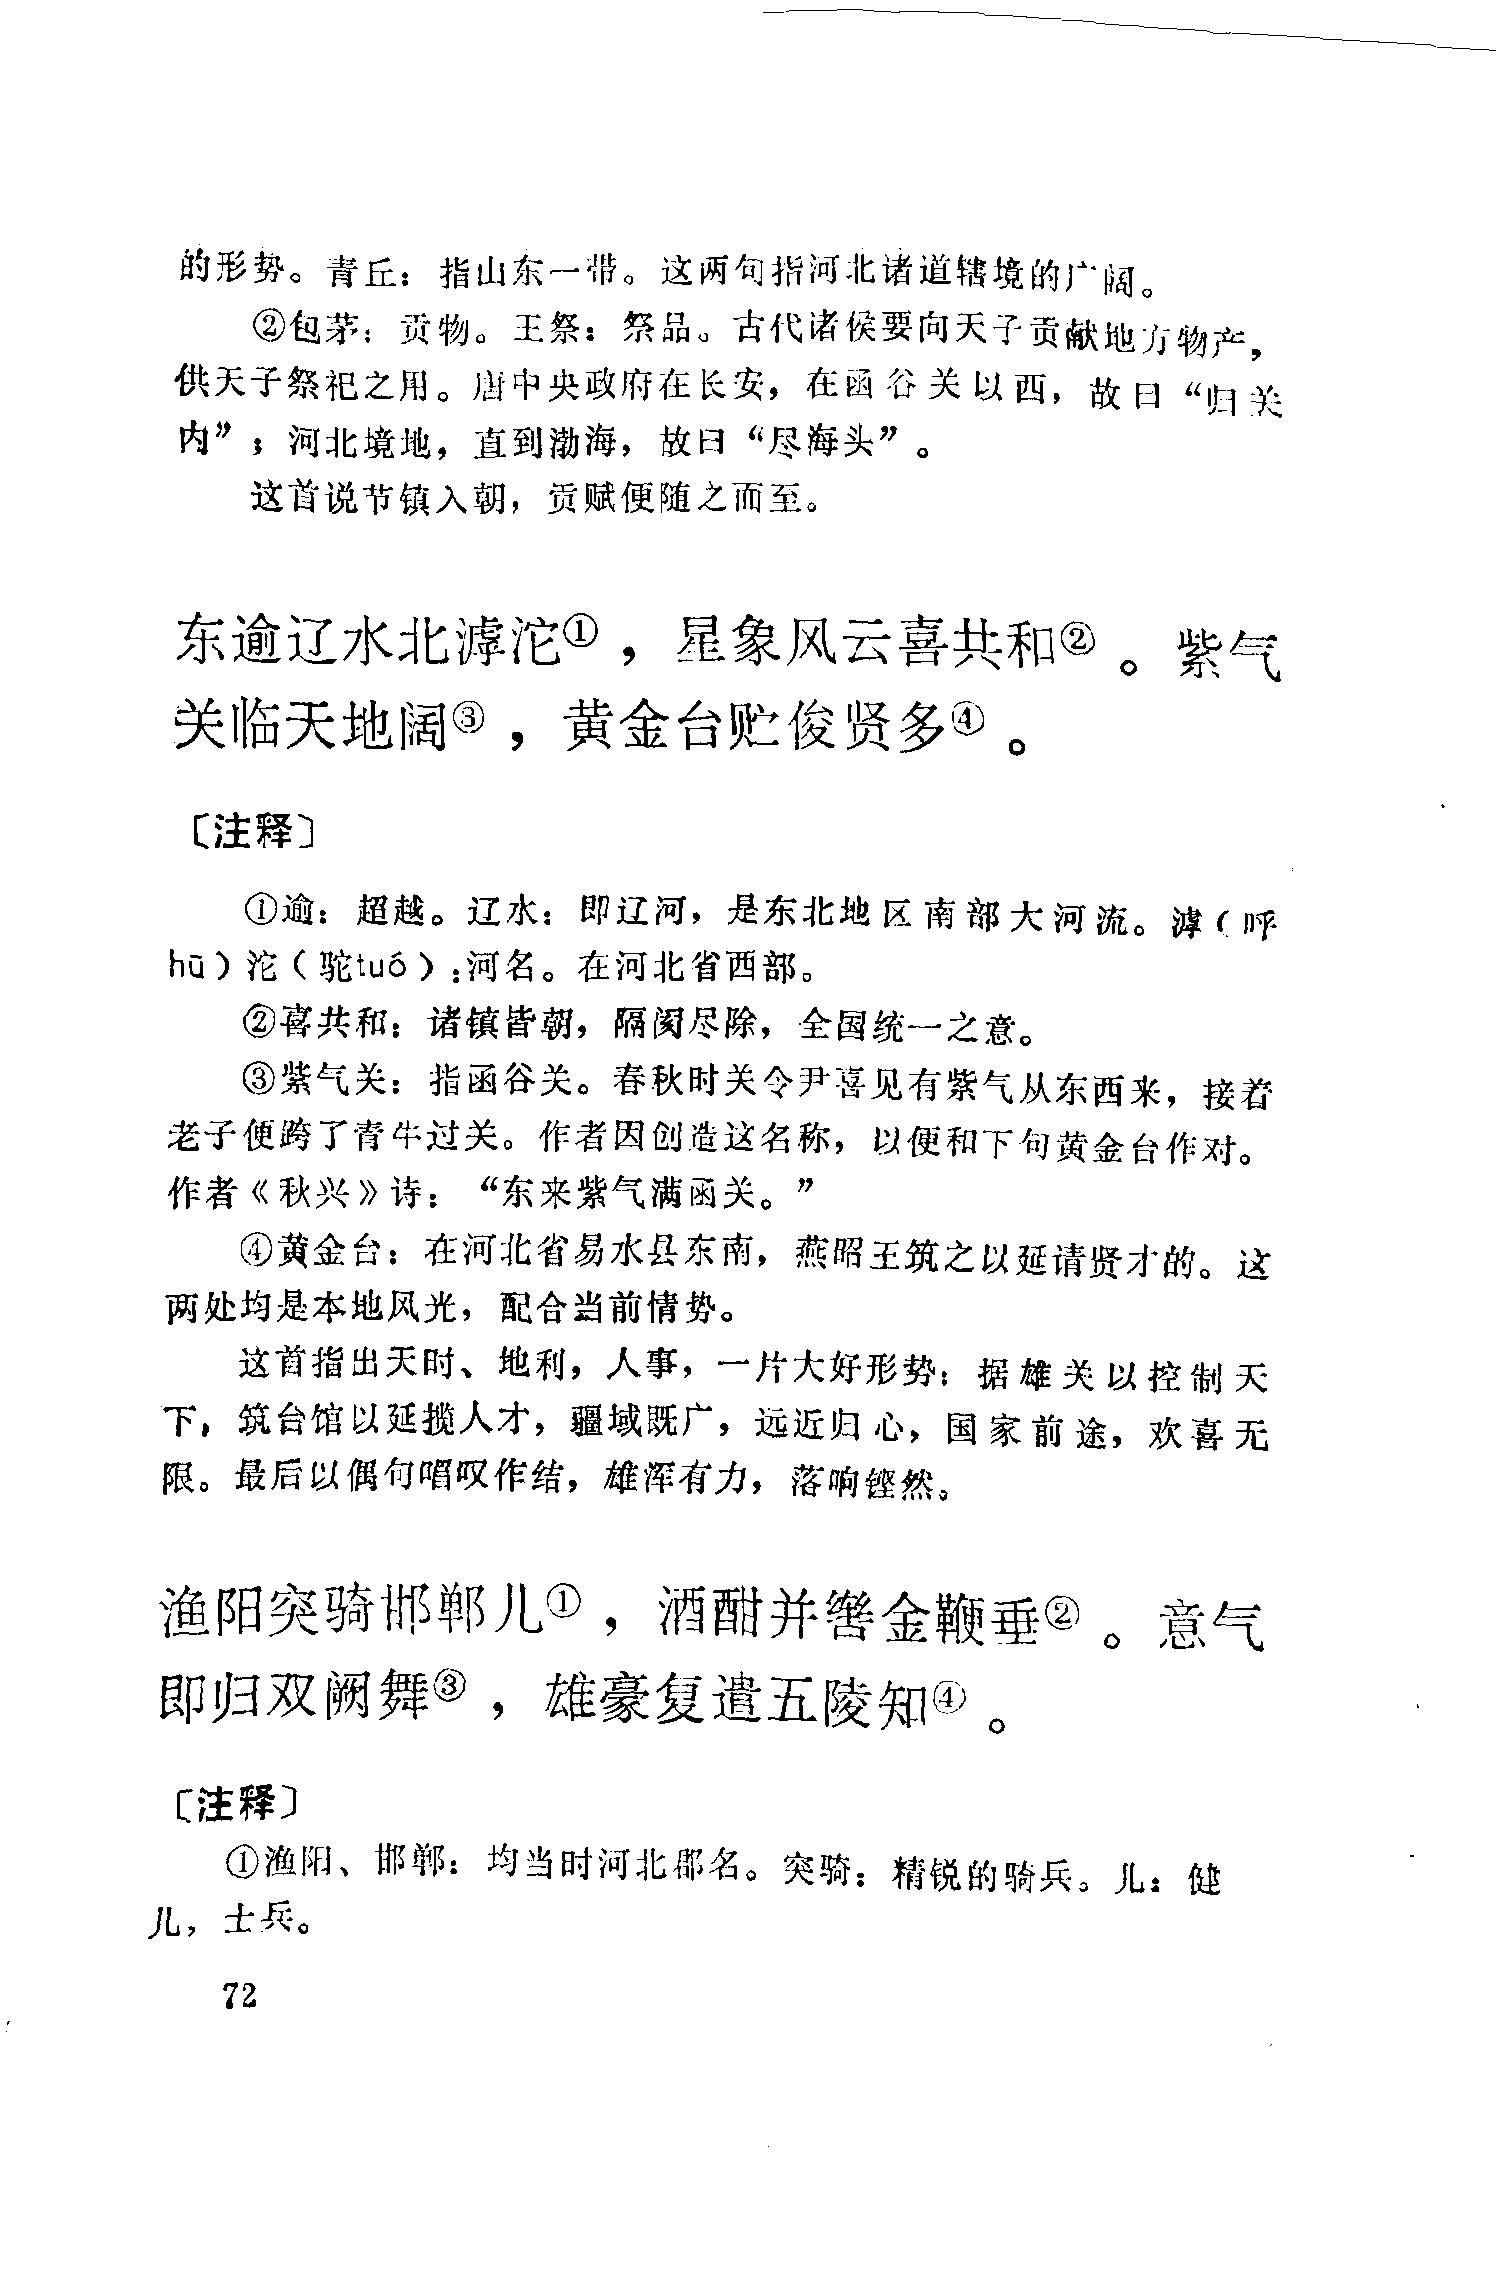 的形势。青丘：指山东一带。这两句指河北诸道辖境的广阔。
②包茅：贡物。王祭：祭品。古代诸侯要向天子贡献地方物产，
供天子祭祀之用。唐中央政府在长安，在函谷关以西，故曰“归关
内”；河北境地，直到渤海，故曰“尽海头”。
这首说节镇入朝，贡赋便随之而至。
东逾辽水北滹沱①，星象风云喜共和②。紫气
关临天地阔③，黄金台贮俊贤多④。
〔注释〕
①逾：超越。辽水：即辽河，是东北地区南部大河流。滹（呼
hū）沱（驼tuó）：河名。在河北省西部。
②喜共和：诸镇皆朝，隔阂尽除，全国统一之意。
③紫气关：指函谷关。春秋时关令尹喜见有紫气从东西来，接着
老子便跨了青牛过关。作者因创造这名称，以便和下句黄金台作对。
作者《秋兴》诗：“东来紫气满函关。”
④黄金台：在河北省易水县东南，燕昭王筑之以延请贤才的。这
两处均是本地风光，配合当前情势。
这首指出天时、地利，人事，一片大好形势；据雄关以控制天
下，筑台馆以延揽人才，疆域既广，远近归心，国家前途，欢喜无
限。最后以偶句唱叹作结，雄浑有力，落响铿然。
渔阳突骑邯郸儿①，酒酣并辔金鞭垂②。意气
即归双阙舞③，雄豪复遣五陵知④。
〔注释〕
①渔阳、邯郸：均当时河北郡名。突骑：精锐的骑兵。儿：健
儿，士兵。
72